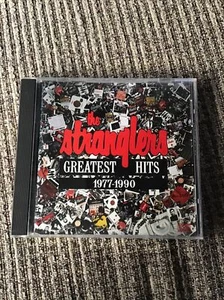 the
stranglers
GREATEST HITS
1977-1990